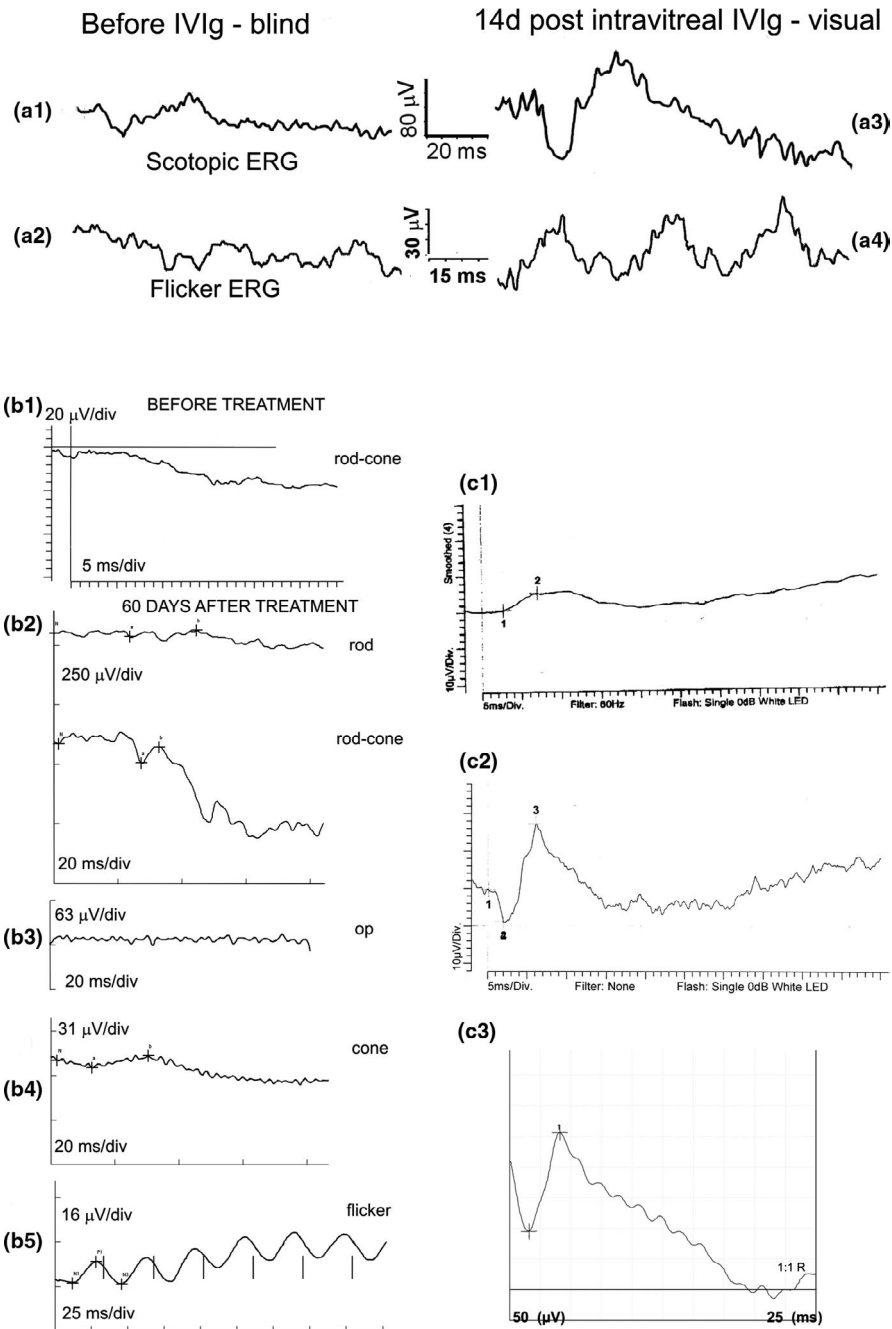 Before IVIg - blind
14d post intravitreal IVIg - visual
(a1)
Scotopic ERG
80 µV
20 ms
(a3)
(a2)
Flicker ERG
30 µV
15 ms
(a4)
(b1)
20 µV/div
BEFORE TREATMENT
rod-cone
5 ms/div
60 DAYS AFTER TREATMENT
(b2)
N
a
b
rod
250 µV/div
N
a
b
rod-cone
20 ms/div
(b3)
63 µV/div
op
20 ms/div
(b4)
31 µV/div
cone
N
a
b
20 ms/div
(b5)
16 µV/div
flicker
N1
P1
N2
25 ms/div
(c1)
Smoothed (4)
10µV/Div.
1
2
5ms/Div. Filter: 60Hz Flash: Single 0dB White LED
(c2)
10µV/Div.
1
3
5ms/Div. Filter: None Flash: Single 0dB White LED
(c3)
1
1:1 R
50 (µV) 25 (ms)